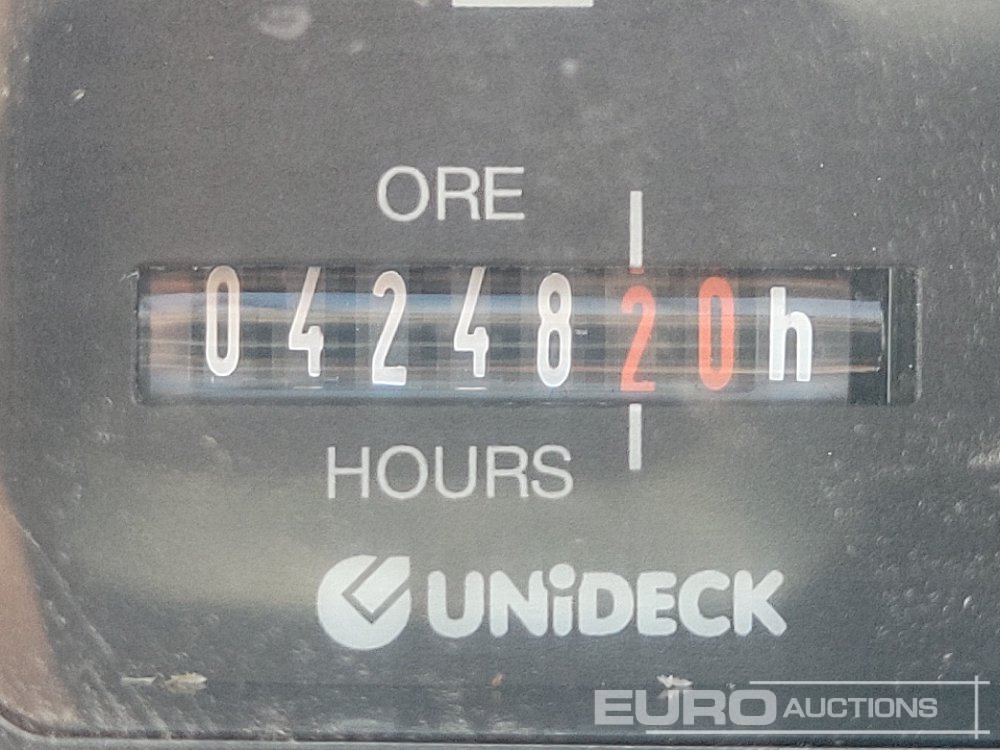 ORE
0424820h
HOURS
UNiDECK
EURO AUCTIONS